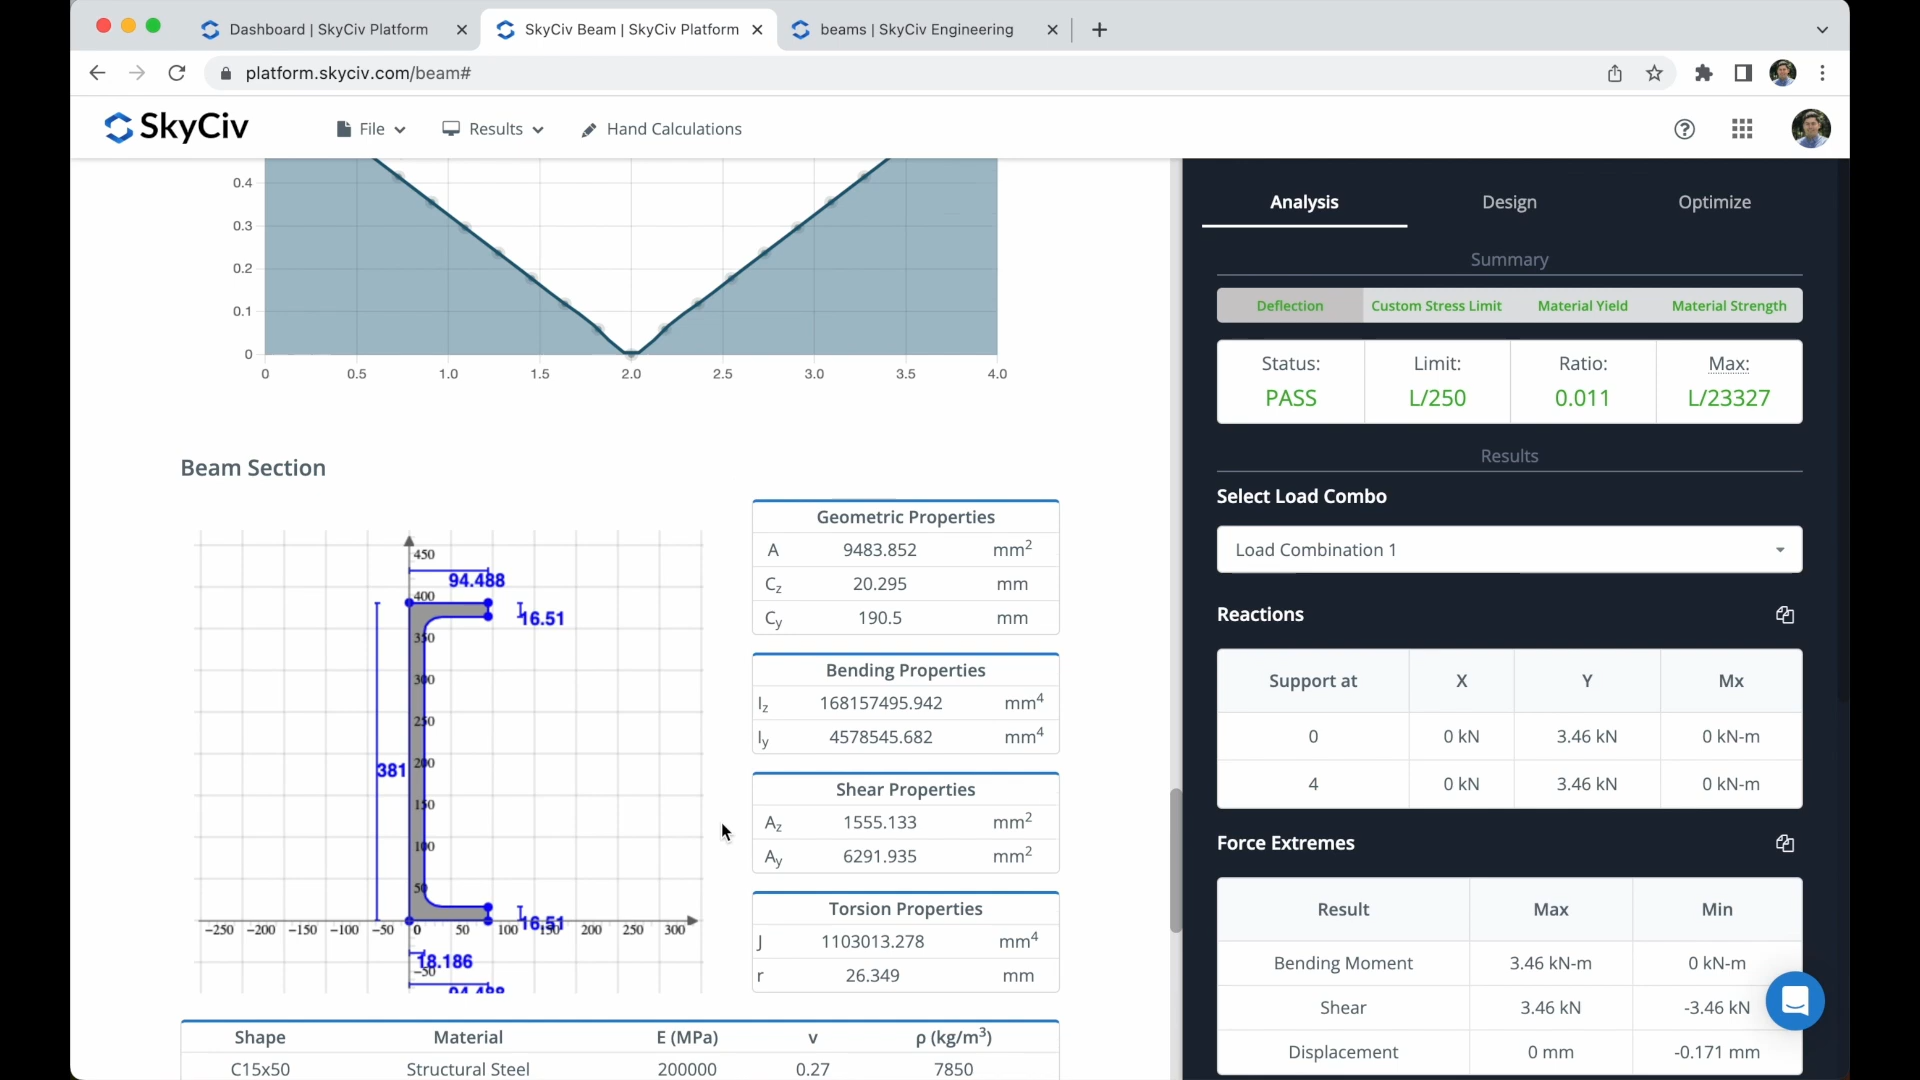 Dashboard | SkyCiv Platform
SkyCiv Beam | SkyCiv Platform
beams | SkyCiv Engineering
platform.skyciv.com/beam#
SkyCiv
File
Results
Hand Calculations
0.4
0.3
0.2
0.1
0
0 0.5 1.0 1.5 2.0 2.5 3.0 3.5 4.0
Beam Section
450
94.488
400
16.51
350
300
250
381
200
150
100
50
16.51
−250 −200 −150 −100 −50 0 50 100 150 200 250 300
18.186
−50
94.488
Geometric Properties
A 9483.852 mm²
Cz 20.295 mm
Cy 190.5 mm
Bending Properties
Iz 168157495.942 mm⁴
Iy 4578545.682 mm⁴
Shear Properties
Az 1555.133 mm²
Ay 6291.935 mm²
Torsion Properties
J 1103013.278 mm⁴
r 26.349 mm
Shape Material E (MPa) v ρ (kg/m³)
C15x50 Structural Steel 200000 0.27 7850
Analysis Design Optimize
Summary
Deflection Custom Stress Limit Material Yield Material Strength
Status: Limit: Ratio: Max:
PASS L/250 0.011 L/23327
Results
Select Load Combo
Load Combination 1
Reactions
Support at X Y Mx
0 0 kN 3.46 kN 0 kN-m
4 0 kN 3.46 kN 0 kN-m
Force Extremes
Result Max Min
Bending Moment 3.46 kN-m 0 kN-m
Shear 3.46 kN -3.46 kN
Displacement 0 mm -0.171 mm